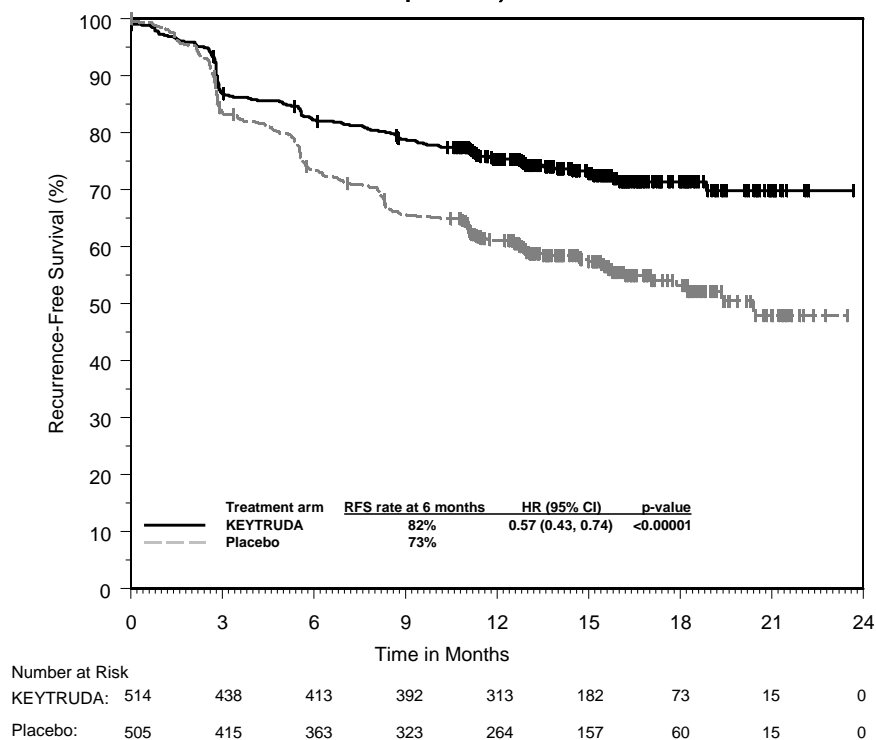 100
90
80
70
60
50
40
30
20
10
0
Recurrence-Free Survival (%)
Treatment arm RFS rate at 6 months HR (95% CI) p-value
KEYTRUDA 82% 0.57 (0.43, 0.74) <0.00001
Placebo 73%
0 3 6 9 12 15 18 21 24
Time in Months
Number at Risk
KEYTRUDA: 514 438 413 392 313 182 73 15 0
Placebo: 505 415 363 323 264 157 60 15 0